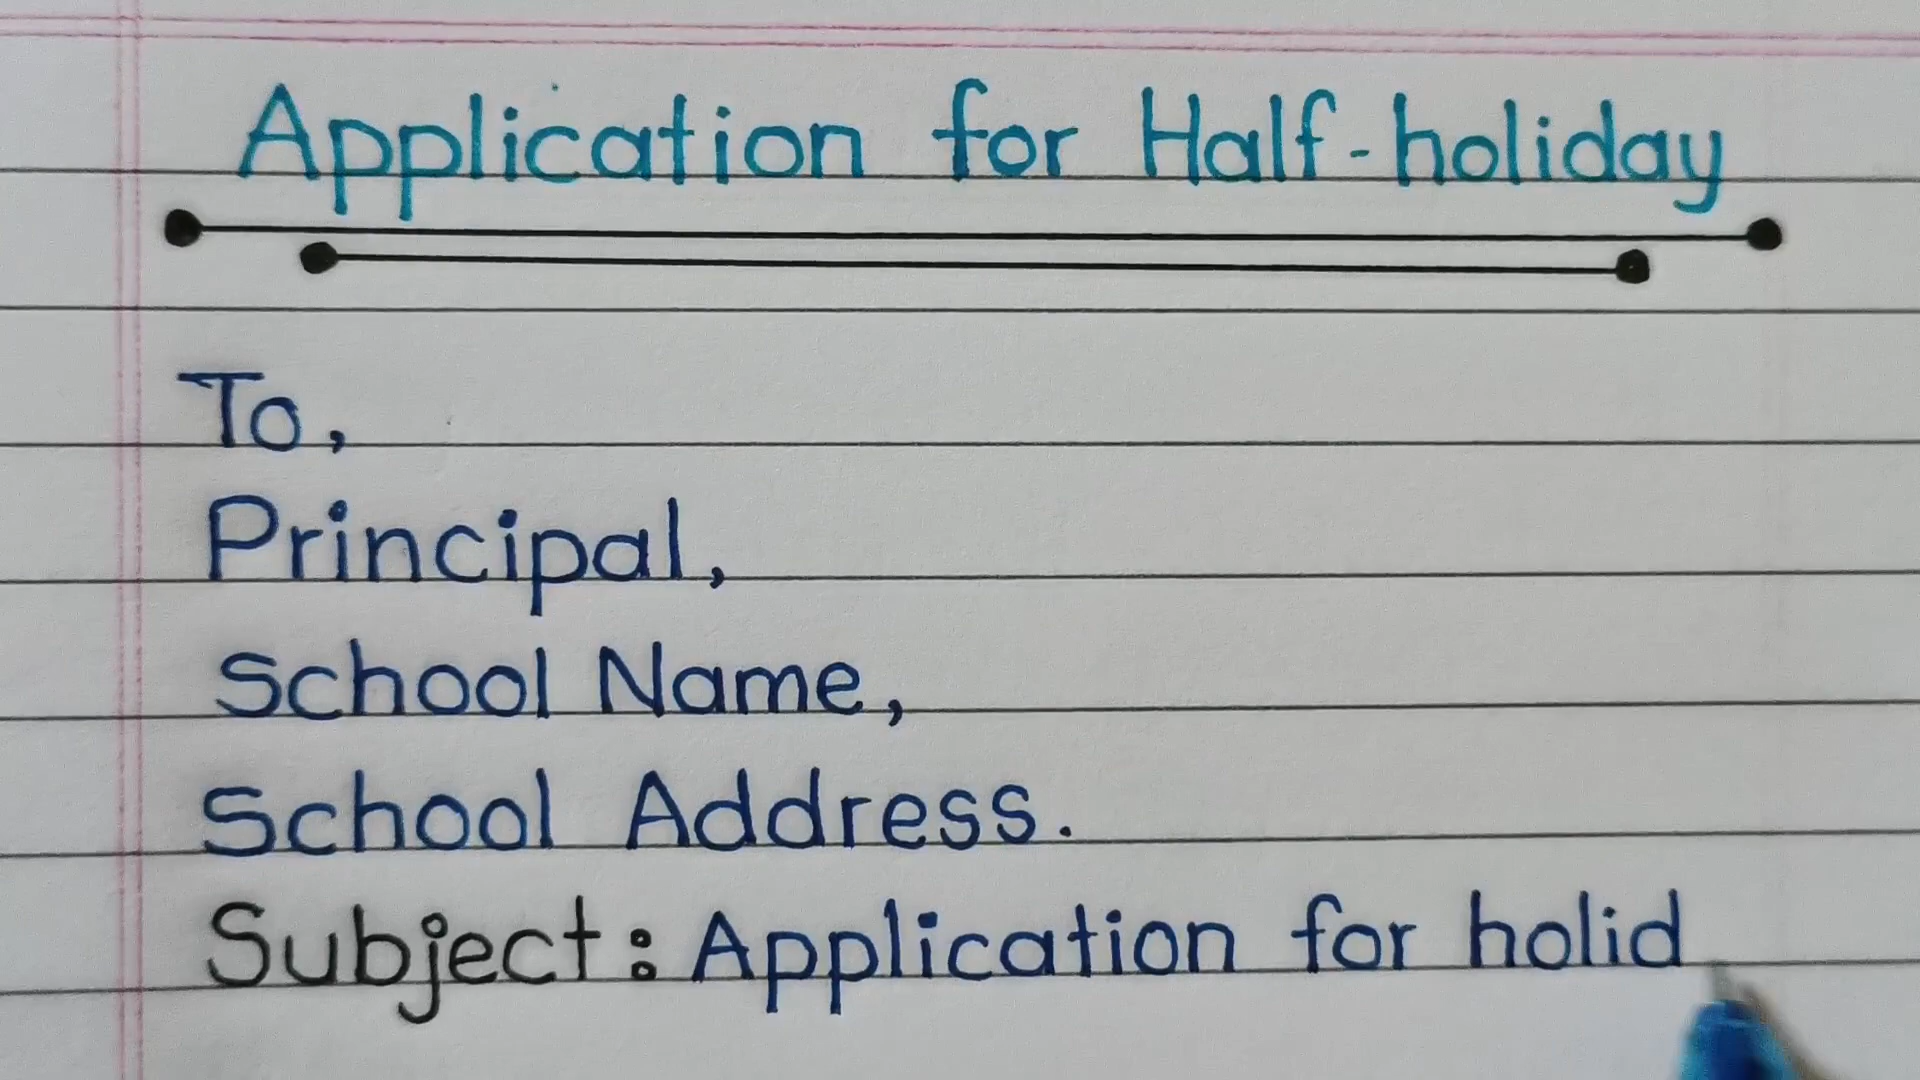 Application for Half-holiday
To,
Principal,
School Name,
School Address.
Subject: Application for holid